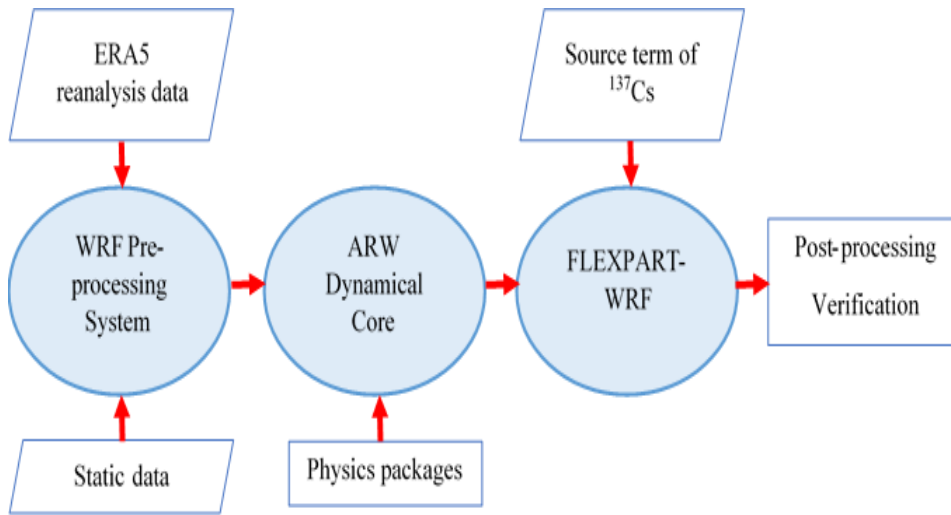 ERA5
reanalysis data
Source term of
¹³⁷Cs
WRF Pre-
processing
System
ARW
Dynamical
Core
FLEXPART-
WRF
Post-processing
Verification
Static data
Physics packages